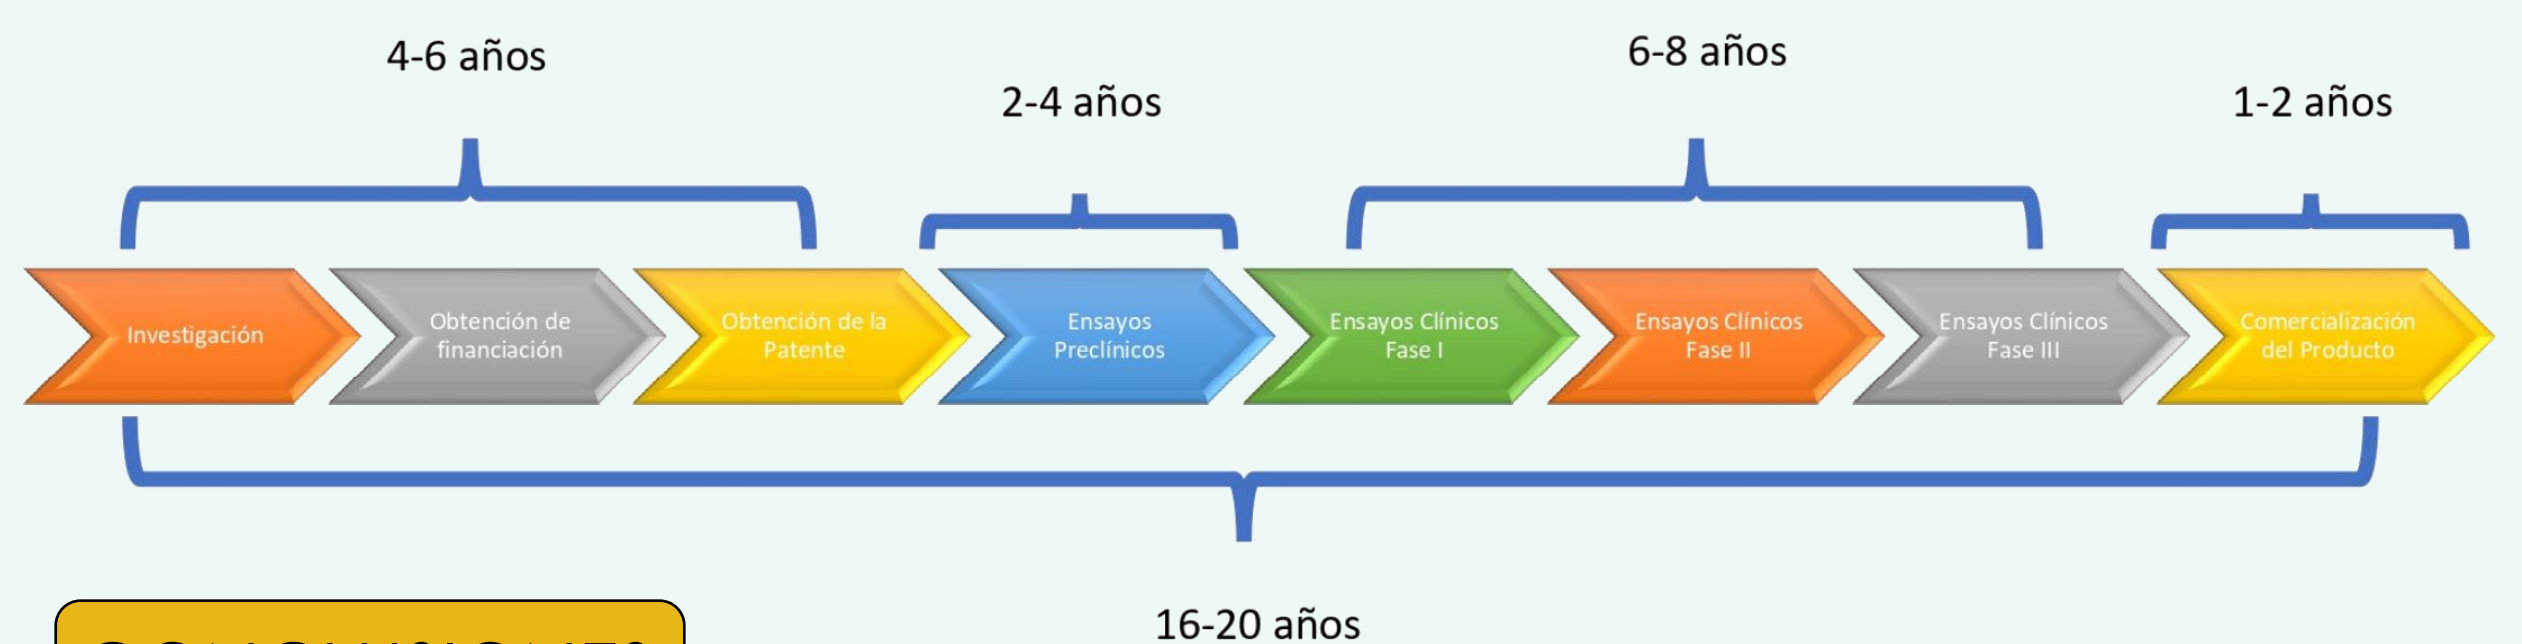 4-6 años
6-8 años
2-4 años
1-2 años
Investigación
Obtención de
financiación
Obtención de la
Patente
Ensayos
Preclínicos
Ensayos Clínicos
Fase I
Ensayos Clínicos
Fase II
Ensayos Clínicos
Fase III
Comercialización
del Producto
16-20 años